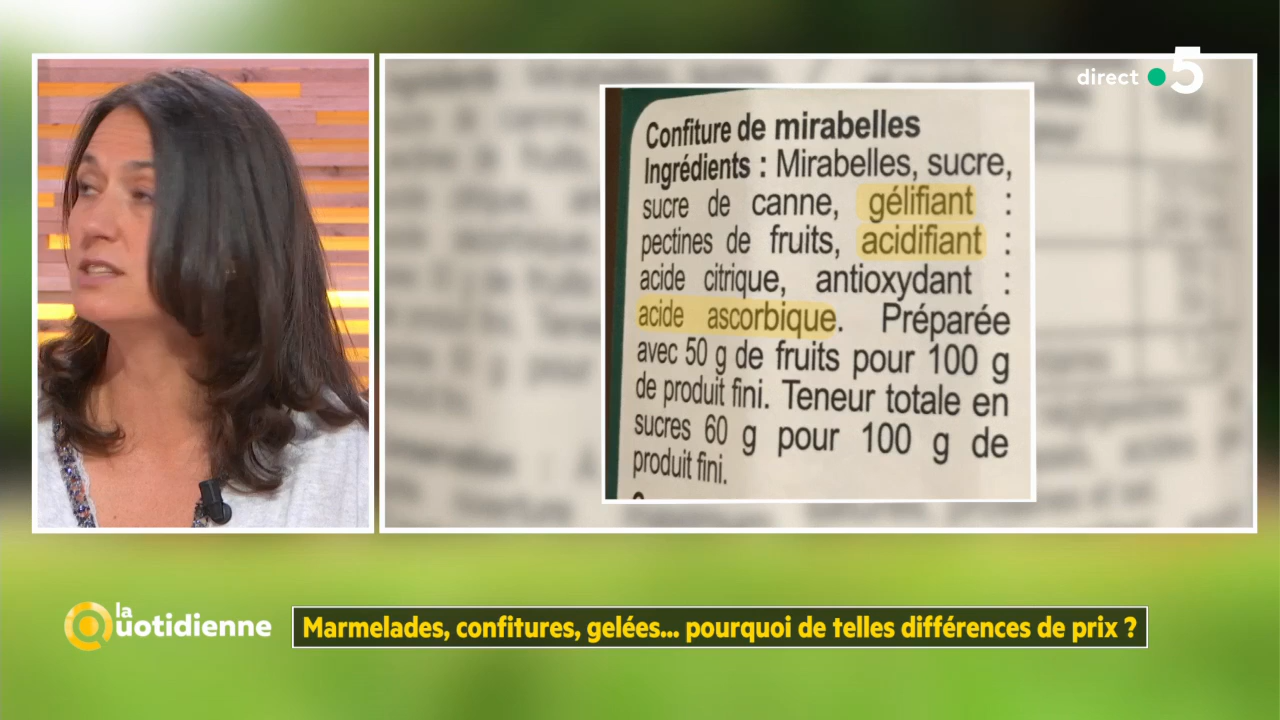 direct 5
Confiture de mirabelles
Ingrédients : Mirabelles, sucre,
sucre de canne, gélifiant :
pectines de fruits, acidifiant :
acide citrique, antioxydant :
acide ascorbique. Préparée
avec 50 g de fruits pour 100 g
de produit fini. Teneur totale en
sucres 60 g pour 100 g de
produit fini.
la Quotidienne
Marmelades, confitures, gelées... pourquoi de telles différences de prix ?